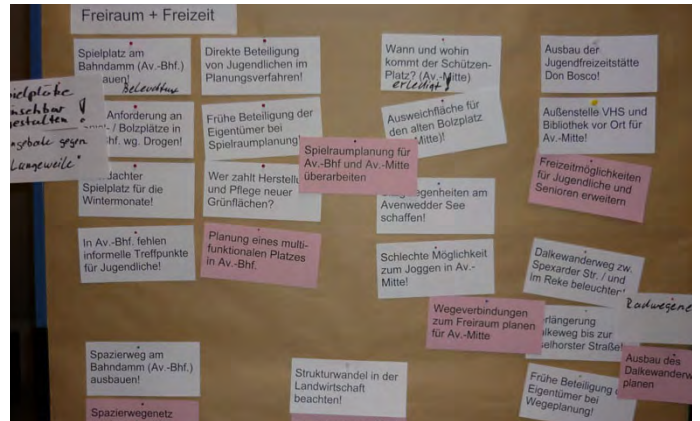 Freiraum + Freizeit
Spielplatz am
Bahndamm (Av.-Bhf.)
bauen!
Beleuchtung
Direkte Beteiligung
von Jugendlichen im
Planungsverfahren!
Wann und wohin
kommt der Schützen-
Platz? (Av.-Mitte)
erledigt!
Ausbau der
Jugendfreizeitstätte
Don Bosco!
gestalten!
gegen
Langeweile
Anforderung an
/ Bolzplätze in
wg. Drogen!
Frühe Beteiligung der
Eigentümer bei
Spielraumplanung!
Ausweichfläche für
den alten Bolzplatz
Mitte)!
Außenstelle VHS und
Bibliothek vor Ort für
Av.-Mitte!
Spielraumplanung für
Av.-Bhf und Av.-Mitte
überarbeiten
Freizeitmöglichkeiten
für Jugendliche und
Senioren erweitern
Spielplatz für die
Wintermonate!
Wer zahlt
und Pflege neuer
Grünflächen?
am
Avenwedder See
schaffen!
In Av.-Bhf. fehlen
informelle Treffpunkte
für Jugendliche!
Planung eines multi-
funktionalen Platzes
in Av.-Bhf.
Schlechte Möglichkeit
zum Joggen in Av.-
Mitte!
Dalkewanderweg zw.
Spexarder Str. / und
Im Reke beleuchten!
Wegeverbindungen
zum Freiraum planen
für Av.-Mitte
bis zur
Ausbau des
planen
Spazierweg am
Bahndamm (Av.-Bhf.)
ausbauen!
Strukturwandel in der
Landwirtschaft
beachten!
Frühe Beteiligung
Eigentümer bei
Wegeplanung!
Spazierwegenetz